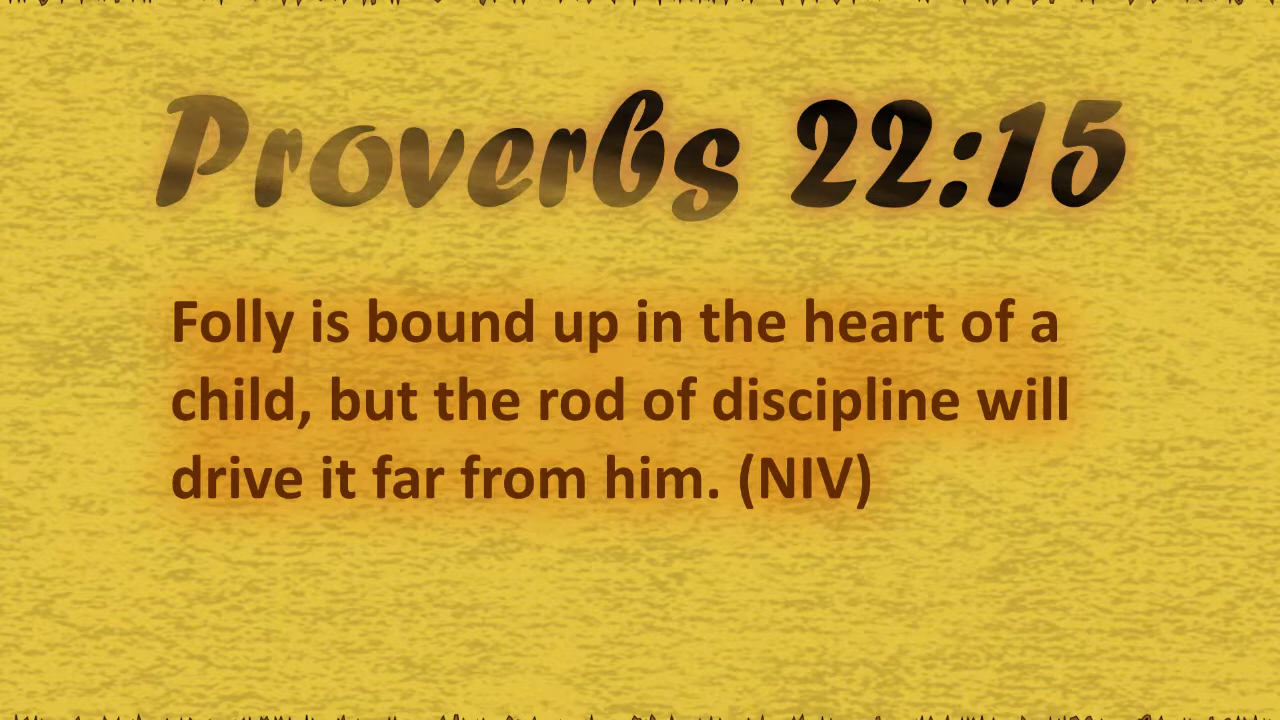 Proverbs 22:15
Folly is bound up in the heart of a
child, but the rod of discipline will
drive it far from him. (NIV)